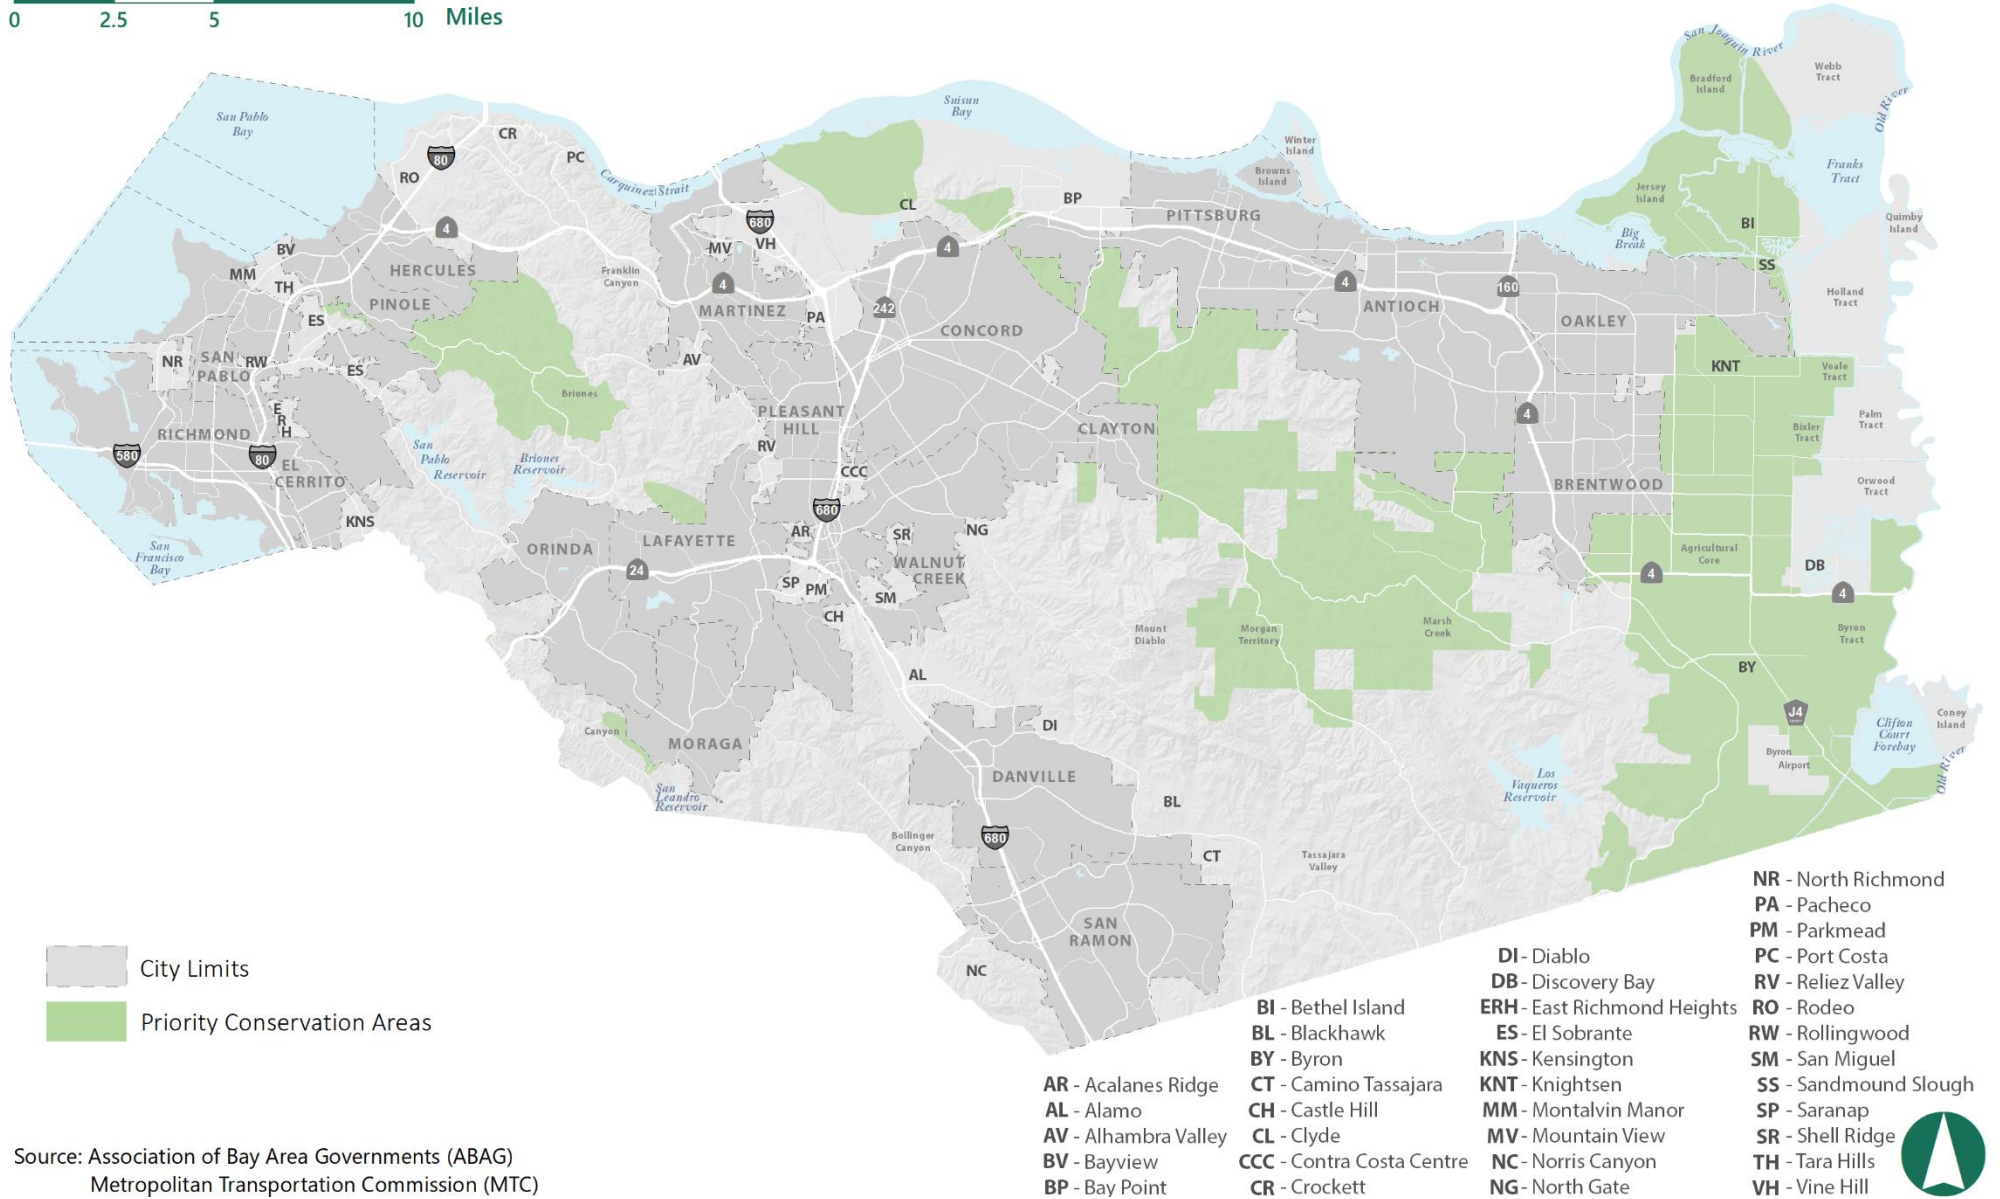 0 2.5 5 10 Miles
San Joaquin River
Webb
Tract
Bradford
Island
Old River
San Pablo
Bay
Suisun
Bay
CR
80
PC
RO
Carquinez Strait
Winter
Island
Browns
Island
Franks
Tract
Jersey
Island
CL
BP
PITTSBURG
BI
Quimby
Island
680
4
MV
VH
4
Big
Break
BV
MM
TH
HERCULES
Franklin
Canyon
SS
PINOLE
4
MARTINEZ
PA
242
CONCORD
4
ANTIOCH
160
OAKLEY
Holland
Tract
ES
NR
SAN
PABLO
RW
ES
AV
KNT
Veale
Tract
Briones
PLEASANT
HILL
CLAYTON
4
Palm
Tract
Bixler
Tract
E
R
H
RICHMOND
580
80
EL
CERRITO
San
Pablo
Reservoir
Briones
Reservoir
RV
CCC
BRENTWOOD
Orwood
Tract
KNS
680
San
Francisco
Bay
ORINDA
LAFAYETTE
AR
SR
NG
WALNUT
CREEK
24
SP
PM
SM
CH
Agricultural
Core
DB
4
4
Mount
Diablo
Morgan
Territory
Marsh
Creek
Byron
Tract
AL
BY
DI
J4
Clifton
Court
Forebay
Coney
Island
Canyon
MORAGA
Byron
Airport
Old River
San
Leandro
Reservoir
DANVILLE
BL
Los
Vaqueros
Reservoir
Bollinger
Canyon
680
CT
Tassajara
Valley
SAN
RAMON
NC
City Limits
Priority Conservation Areas
AR - Acalanes Ridge
AL - Alamo
AV - Alhambra Valley
BV - Bayview
BP - Bay Point
BI - Bethel Island
BL - Blackhawk
BY - Byron
CT - Camino Tassajara
CH - Castle Hill
CL - Clyde
CCC - Contra Costa Centre
CR - Crockett
DI - Diablo
DB - Discovery Bay
ERH - East Richmond Heights
ES - El Sobrante
KNS - Kensington
KNT - Knightsen
MM - Montalvin Manor
MV - Mountain View
NC - Norris Canyon
NG - North Gate
NR - North Richmond
PA - Pacheco
PM - Parkmead
PC - Port Costa
RV - Reliez Valley
RO - Rodeo
RW - Rollingwood
SM - San Miguel
SS - Sandmound Slough
SP - Saranap
SR - Shell Ridge
TH - Tara Hills
VH - Vine Hill
Source: Association of Bay Area Governments (ABAG)
Metropolitan Transportation Commission (MTC)